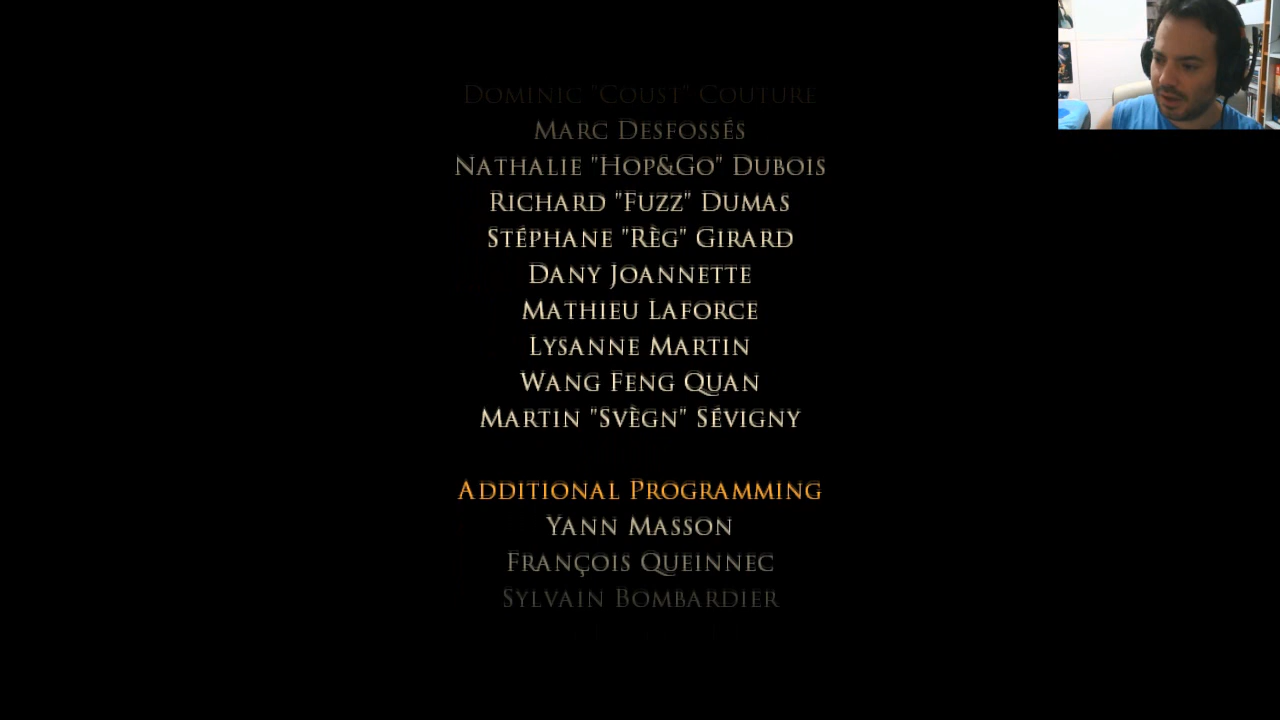 Dominic "Coust" Couture
Marc Desfossés
Nathalie "Hop&Go" Dubois
Richard "Fuzz" Dumas
Stéphane "Règ" Girard
Dany Joannette
Mathieu Laforce
Lysanne Martin
Wang Feng Quan
Martin "Svègn" Sévigny
Additional Programming
Yann Masson
François Queinnec
Sylvain Bombardier